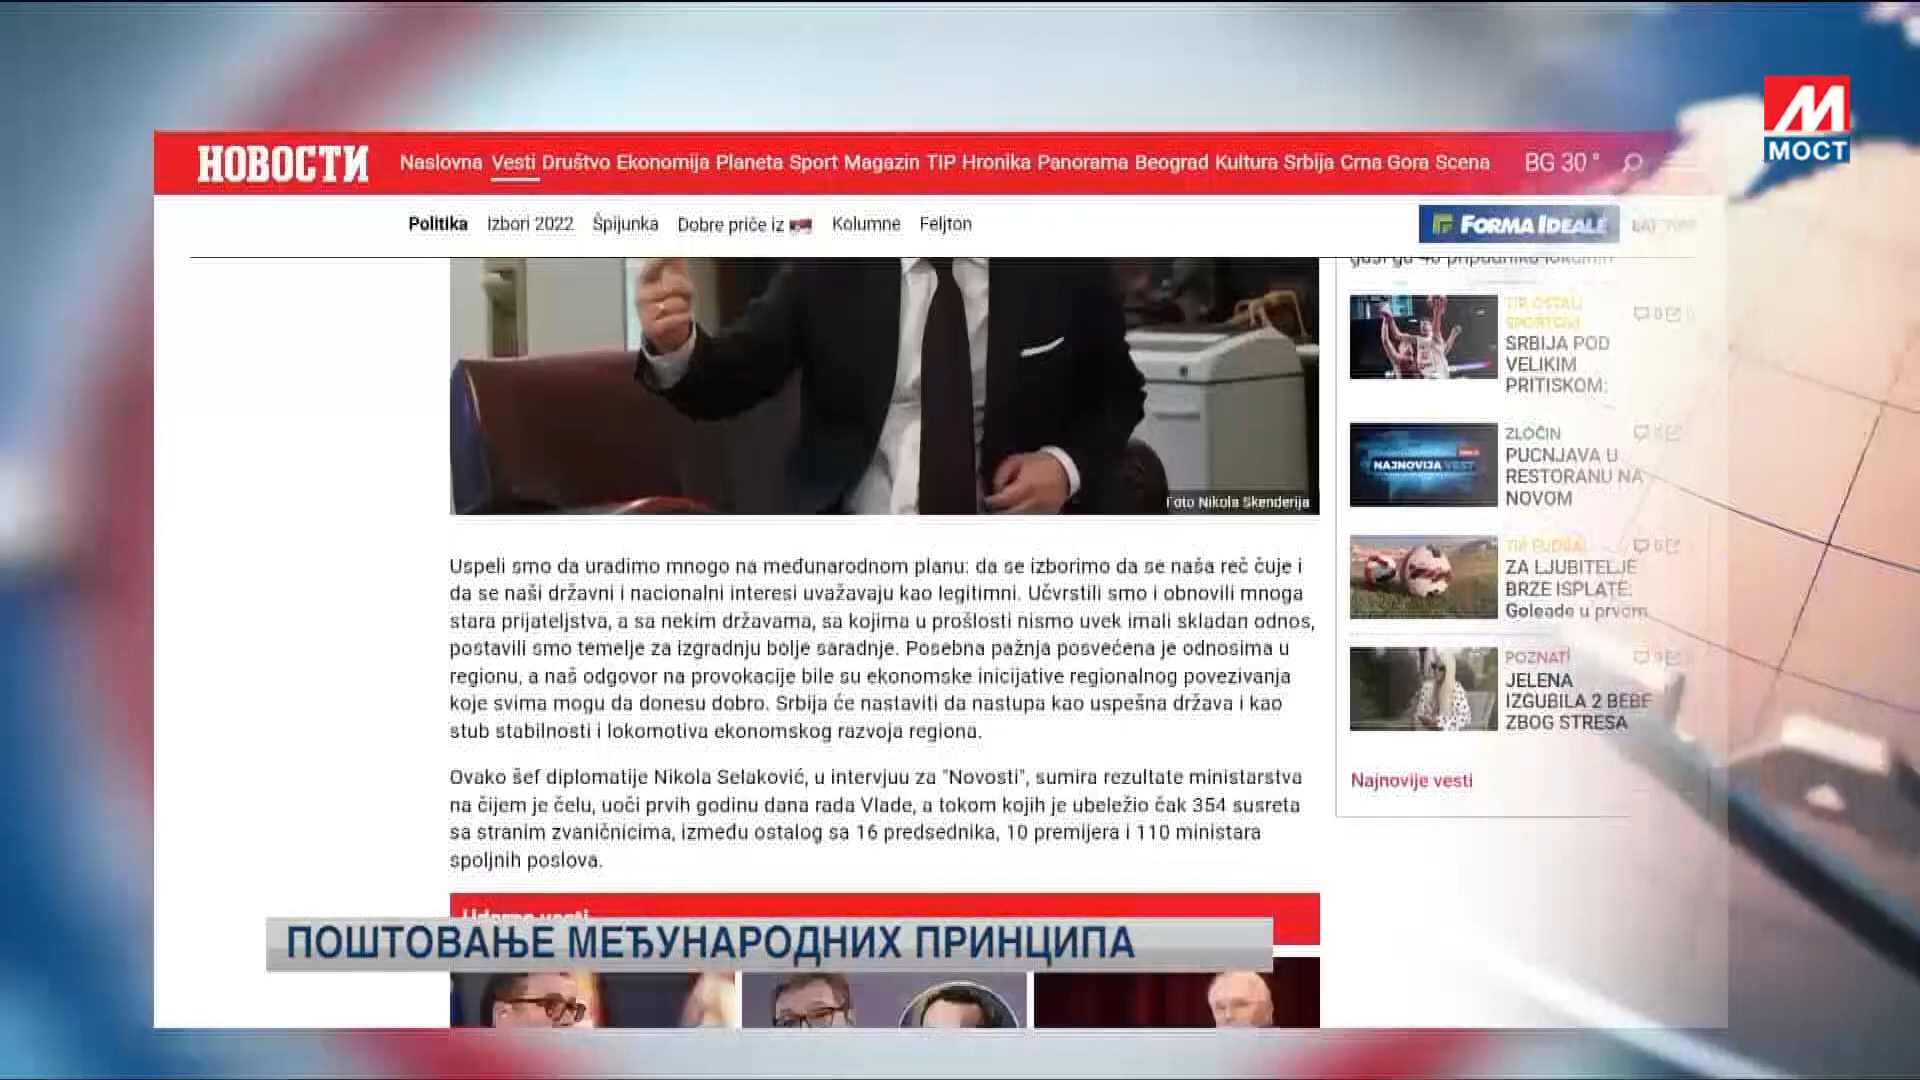 М
МОСТ
НОВОСТИ
Naslovna Vesti Društvo Ekonomija Planeta Sport Magazin TIP Hronika Panorama Beograd Kultura Srbija Crna Gora Scena
BG 30 °
Politika Izbori 2022 Špijunka Dobre priče iz Kolumne Feljton
FORMA IDEALE
Foto Nikola Skenderija
Uspeli smo da uradimo mnogo na međunarodnom planu: da se izborimo da se naša reč čuje i
da se naši državni i nacionalni interesi uvažavaju kao legitimni. Učvrstili smo i obnovili mnoga
stara prijateljstva, a sa nekim državama, sa kojima u prošlosti nismo uvek imali skladan odnos,
postavili smo temelje za izgradnju bolje saradnje. Posebna pažnja posvećena je odnosima u
regionu, a naš odgovor na provokacije bile su ekonomske inicijative regionalnog povezivanja
koje svima mogu da donesu dobro. Srbija će nastaviti da nastupa kao uspešna država i kao
stub stabilnosti i lokomotiva ekonomskog razvoja regiona.
Ovako šef diplomatije Nikola Selaković, u intervjuu za "Novosti", sumira rezultate ministarstva
na čijem je čelu, uoči prvih godinu dana rada Vlade, a tokom kojih je ubeležio čak 354 susreta
sa stranim zvaničnicima, između ostalog sa 16 predsednika, 10 premijera i 110 ministara
spoljnih poslova.
TIP OSTALI
SPORTOVI
SRBIJA POD
VELIKIM
PRITISKOM:
ZLOČIN
PUCNJAVA U
RESTORANU NA
NOVOM
NAJNOVIJA VEST
TIP FUDBAL
ZA LJUBITELJE
BRZE ISPLATE:
Goleade u prvom
POZNATI
JELENA
IZGUBILA 2 BEBE
ZBOG STRESA
Najnovije vesti
Udarne vesti
ПОШТОВАЊЕ МЕЂУНАРОДНИХ ПРИНЦИПА